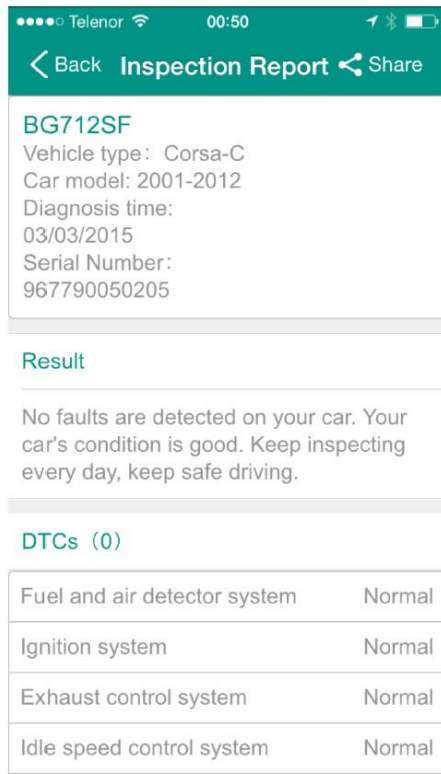 Telenor 00:50
Back Inspection Report Share
BG712SF
Vehicle type: Corsa-C
Car model: 2001-2012
Diagnosis time:
03/03/2015
Serial Number:
967790050205
Result
No faults are detected on your car. Your
car's condition is good. Keep inspecting
every day, keep safe driving.
DTCs (0)
Fuel and air detector system Normal
Ignition system Normal
Exhaust control system Normal
Idle speed control system Normal